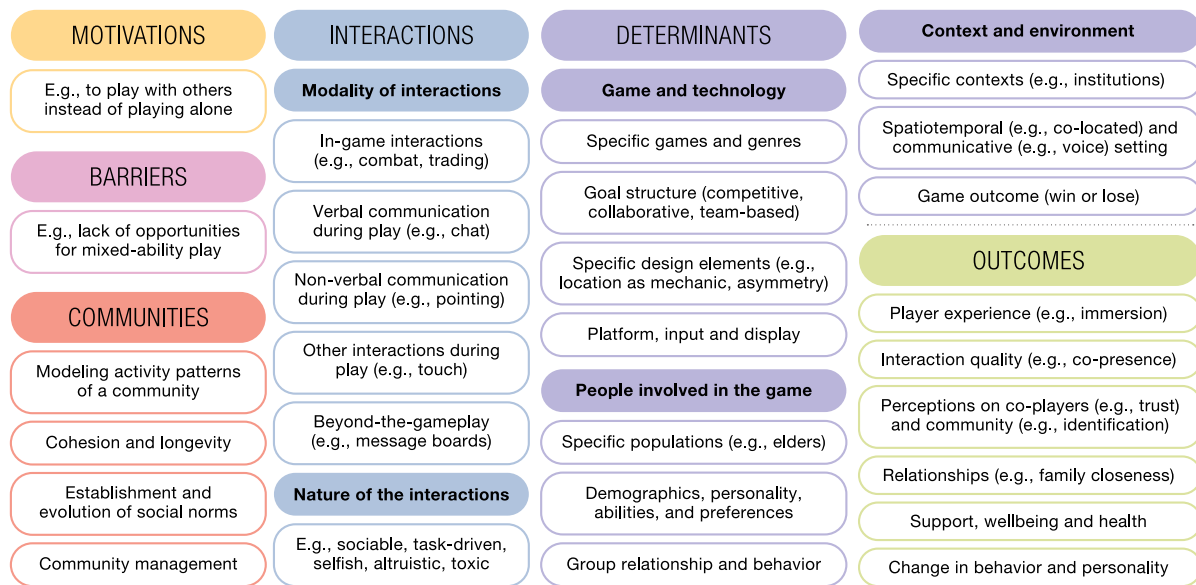 MOTIVATIONS
E.g., to play with others
instead of playing alone
BARRIERS
E.g., lack of opportunities
for mixed-ability play
COMMUNITIES
Modeling activity patterns
of a community
Cohesion and longevity
Establishment and
evolution of social norms
Community management
INTERACTIONS
Modality of interactions
In-game interactions
(e.g., combat, trading)
Verbal communication
during play (e.g., chat)
Non-verbal communication
during play (e.g., pointing)
Other interactions during
play (e.g., touch)
Beyond-the-gameplay
(e.g., message boards)
Nature of the interactions
E.g., sociable, task-driven,
selfish, altruistic, toxic
DETERMINANTS
Game and technology
Specific games and genres
Goal structure (competitive,
collaborative, team-based)
Specific design elements (e.g.,
location as mechanic, asymmetry)
Platform, input and display
People involved in the game
Specific populations (e.g., elders)
Demographics, personality,
abilities, and preferences
Group relationship and behavior
Context and environment
Specific contexts (e.g., institutions)
Spatiotemporal (e.g., co-located) and
communicative (e.g., voice) setting
Game outcome (win or lose)
OUTCOMES
Player experience (e.g., immersion)
Interaction quality (e.g., co-presence)
Perceptions on co-players (e.g., trust)
and community (e.g., identification)
Relationships (e.g., family closeness)
Support, wellbeing and health
Change in behavior and personality